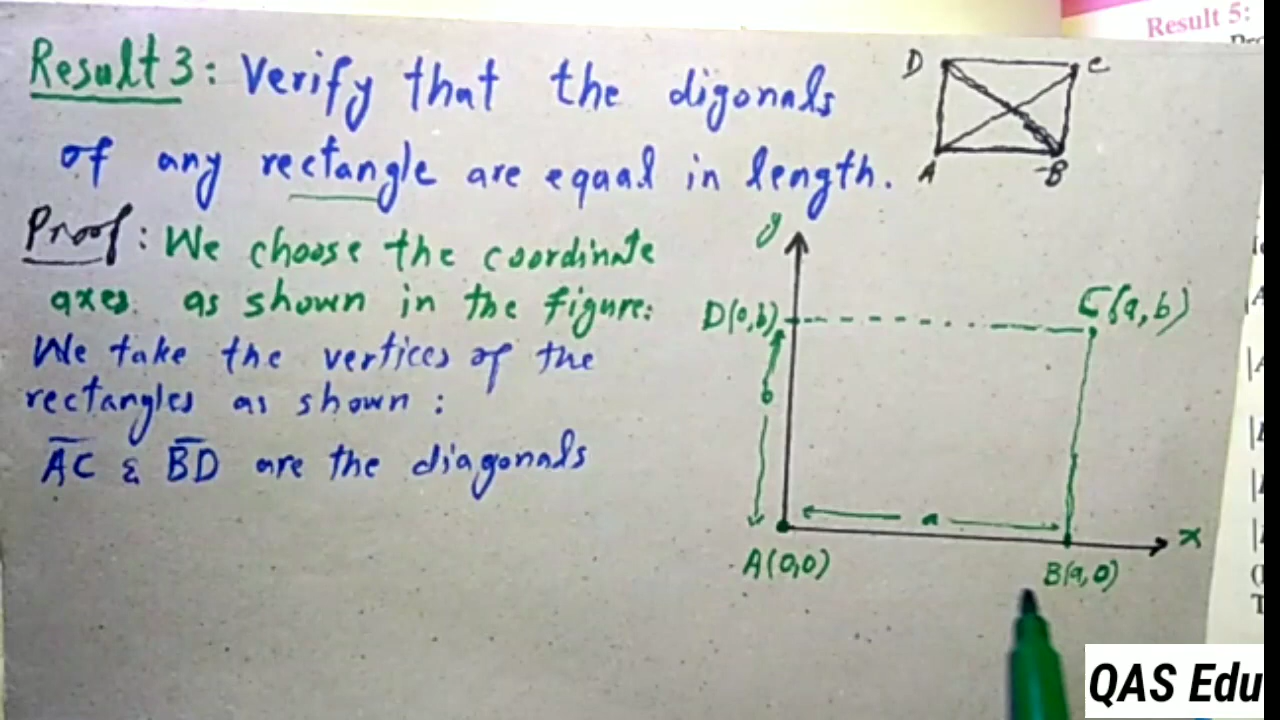 Result 5:
Result 3: Verify that the digonals
of any rectangle are equal in length.
D C
A B
Proof: We choose the coordinate
axes. as shown in the figure:
We take the vertices of the
rectangles as shown:
AC & BD are the diagonals
y
D(0,b) C(a,b)
b
a
x
A(0,0) B(a,0)
QAS Edu